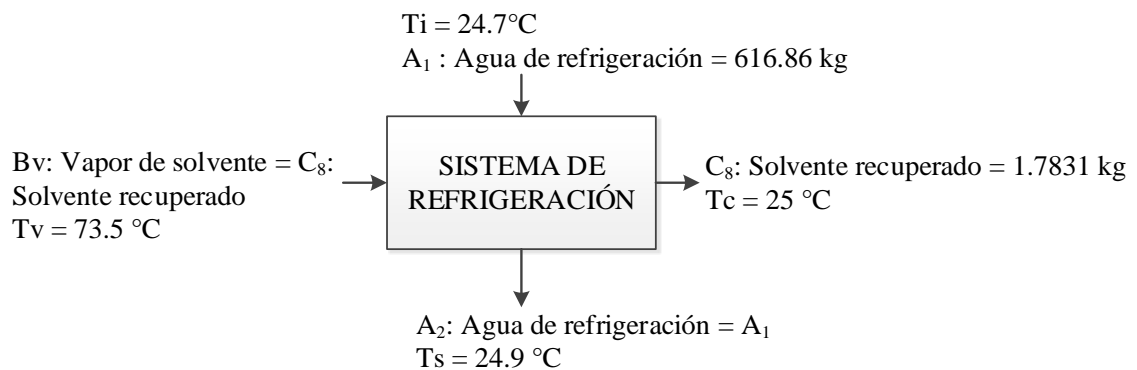 Ti = 24.7°C
A₁ : Agua de refrigeración = 616.86 kg
Bv: Vapor de solvente = C₈:
Solvente recuperado
Tv = 73.5 °C
SISTEMA DE
REFRIGERACIÓN
C₈: Solvente recuperado = 1.7831 kg
Tc = 25 °C
A₂: Agua de refrigeración = A₁
Ts = 24.9 °C